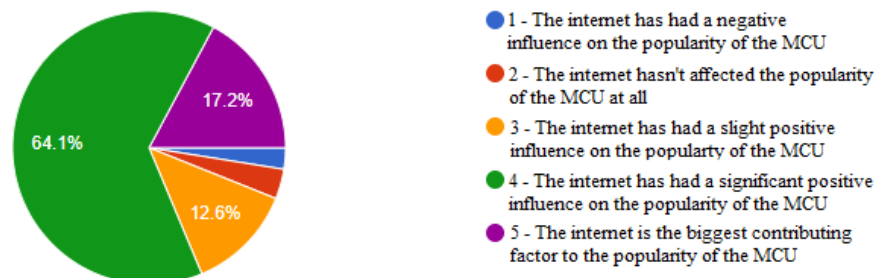 64.1%
17.2%
12.6%
1 - The internet has had a negative
influence on the popularity of the MCU
2 - The internet hasn't affected the popularity
of the MCU at all
3 - The internet has had a slight positive
influence on the popularty of the MCU
4 - The internet has had a significant positive
influence on the popularity of the MCU
5 - The internet is the biggest contributing
factor to the popularity of the MCU